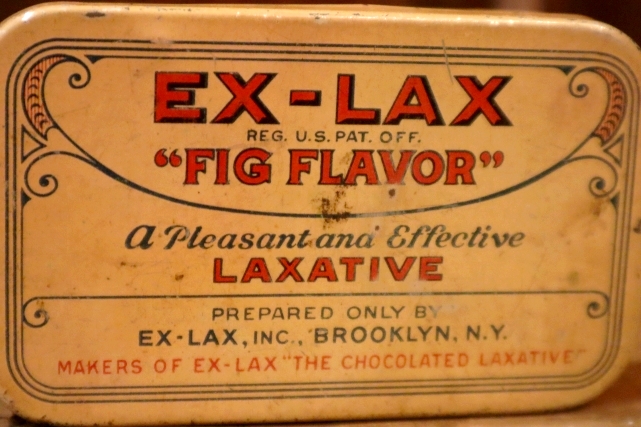 EX-LAX
REG. U.S. PAT. OFF.
"FIG FLAVOR"
A Pleasant and Effective
LAXATIVE
PREPARED ONLY BY
EX-LAX, INC., BROOKLYN, N.Y.
MAKERS OF EX-LAX "THE CHOCOLATED LAXATIVE"